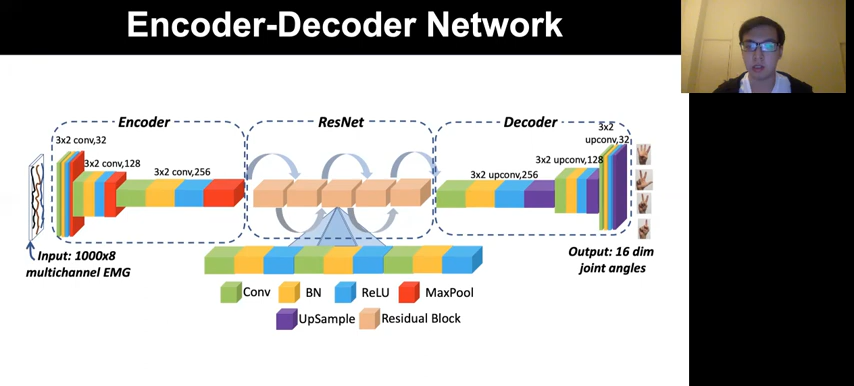 Encoder-Decoder Network
Encoder
ResNet
Decoder
3x2 conv,32
3x2 conv,128
3x2 conv,256
3x2 upconv,256
3x2 upconv,128
3x2
upconv,32
Input: 1000x8
multichannel EMG
Output: 16 dim
joint angles
Conv
BN
ReLU
MaxPool
UpSample
Residual Block